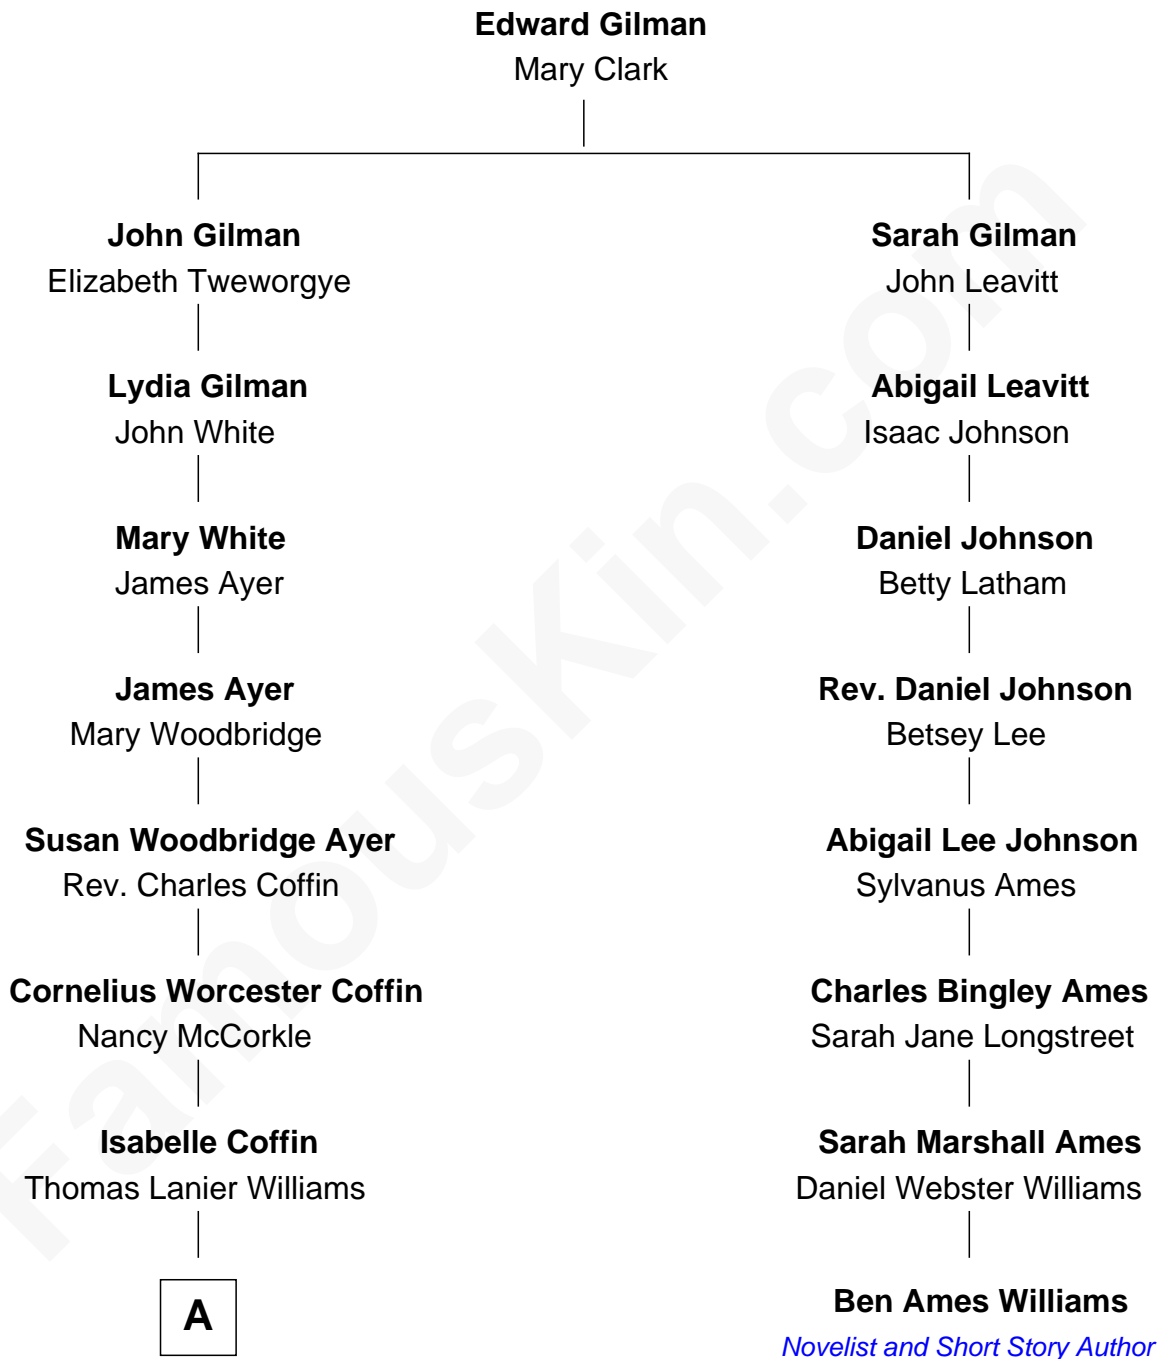 Edward Gilman
Mary Clark
John Gilman
Elizabeth Tweworgye
Sarah Gilman
John Leavitt
Lydia Gilman
John White
Abigail Leavitt
Isaac Johnson
Mary White
James Ayer
Daniel Johnson
Betty Latham
James Ayer
Mary Woodbridge
Rev. Daniel Johnson
Betsey Lee
Susan Woodbridge Ayer
Rev. Charles Coffin
Abigail Lee Johnson
Sylvanus Ames
Cornelius Worcester Coffin
Nancy McCorkle
Charles Bingley Ames
Sarah Jane Longstreet
Isabelle Coffin
Thomas Lanier Williams
Sarah Marshall Ames
Daniel Webster Williams
A
Ben Ames Williams
Novelist and Short Story Author
FamousKin.com